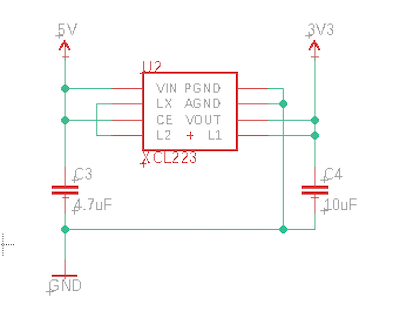 5V
3V3
U2
VIN PGND
LX AGND
CE VOUT
L2 L1
XCL223
C3
4.7uF
C4
10uF
GND